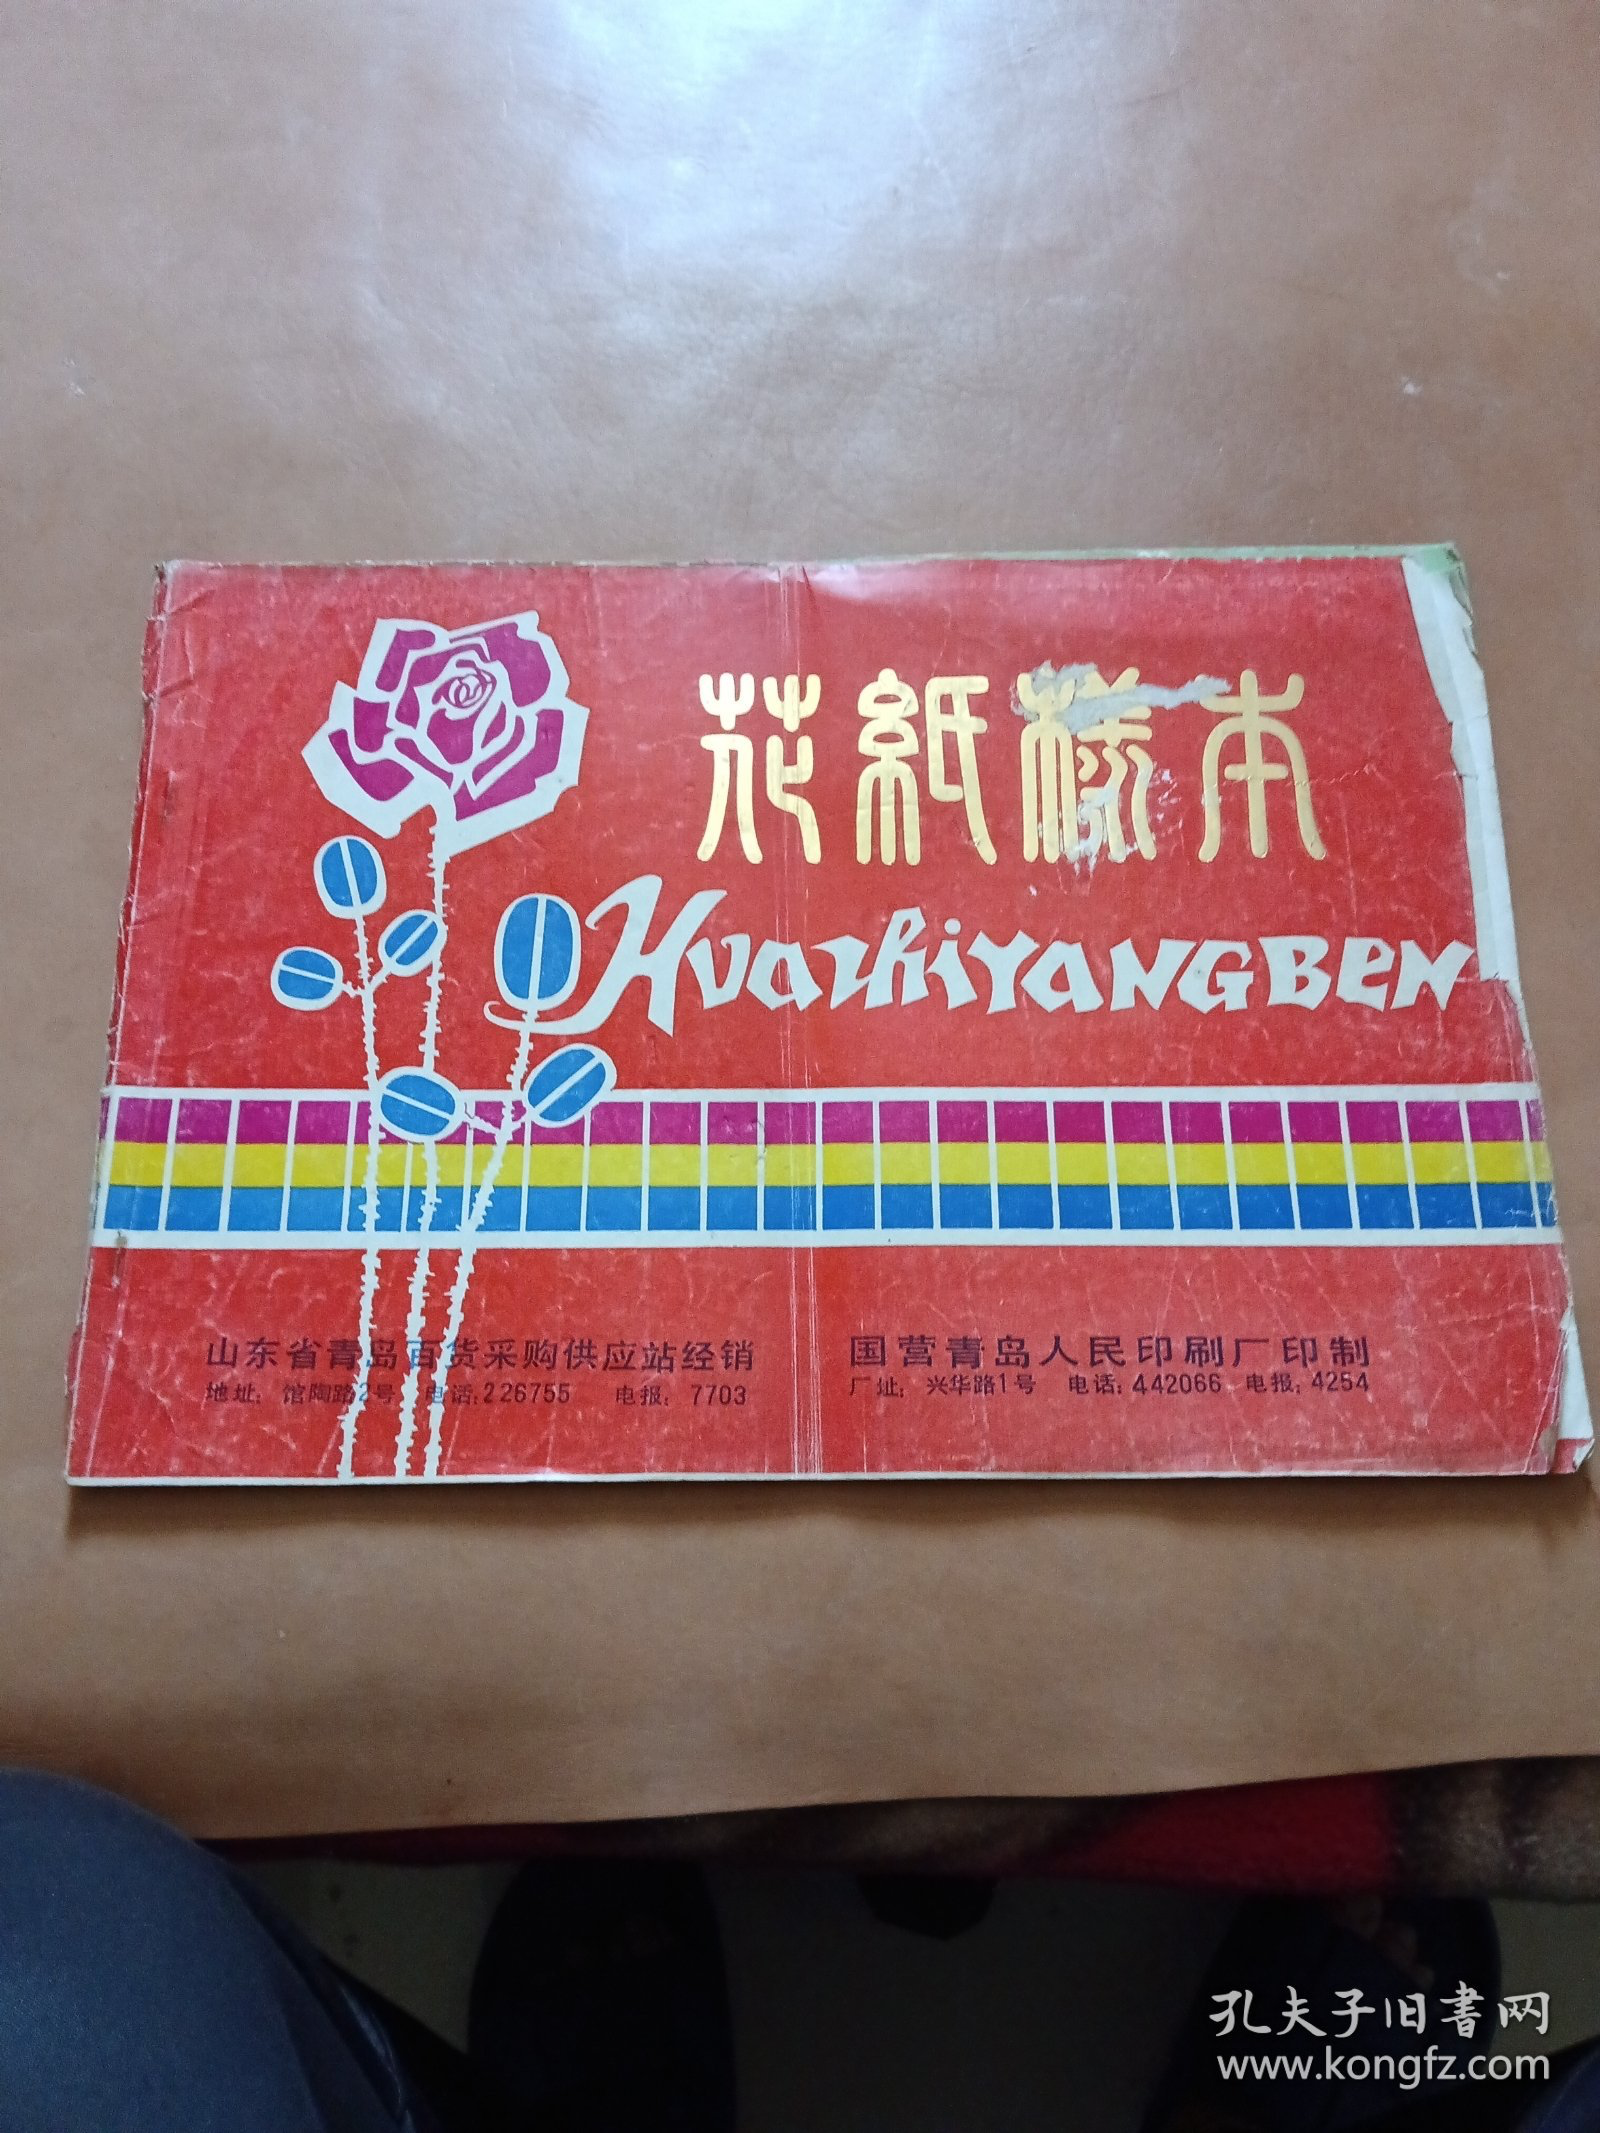 花紙樣本
HuazhiYANGBEN
山东省青岛百货采购供应站经销
地址：馆陶路2号 电话：226755 电报：7703
国营青岛人民印刷厂印制
厂址：兴华路1号 电话：442066 电报：4254
孔夫子旧書网
www.kongfz.com